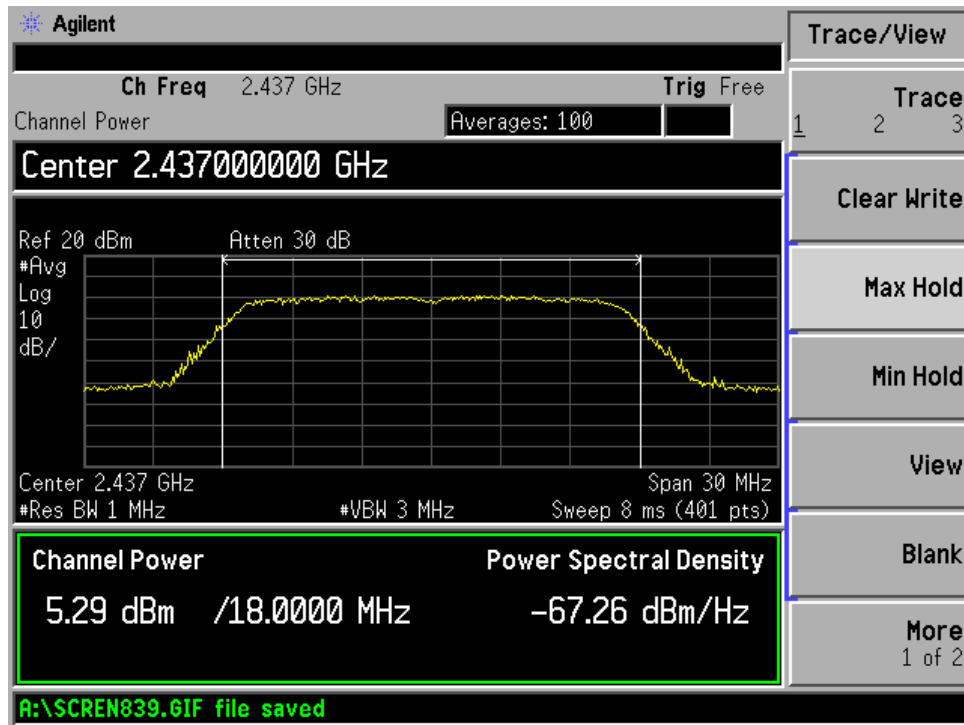 Agilent
Ch Freq 2.437 GHz Trig Free
Channel Power Averages: 100
Center 2.437000000 GHz
Ref 20 dBm Atten 30 dB
#Avg
Log
10
dB/
Center 2.437 GHz Span 30 MHz
#Res BW 1 MHz #VBW 3 MHz Sweep 8 ms (401 pts)
Channel Power Power Spectral Density
5.29 dBm /18.0000 MHz -67.26 dBm/Hz
A:\SCREN839.GIF file saved
Trace/View
Trace
1 2 3
Clear Write
Max Hold
Min Hold
View
Blank
More
1 of 2